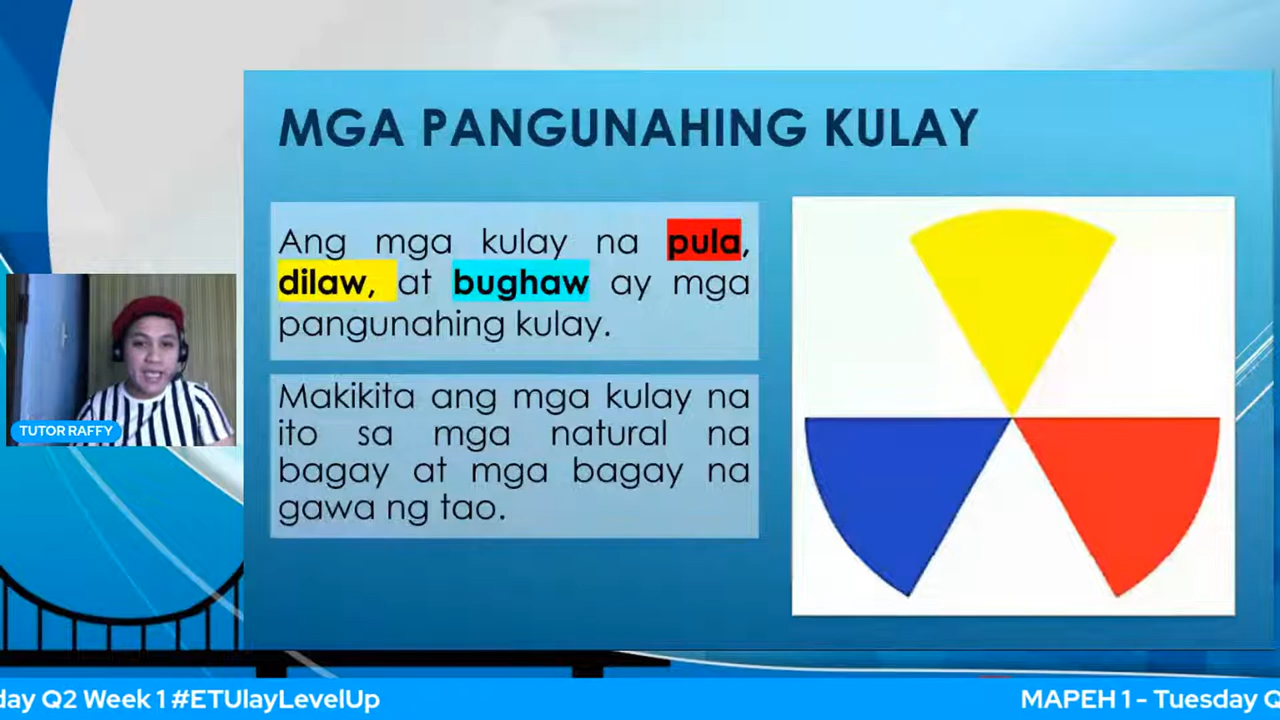 MGA PANGUNAHING KULAY
Ang mga kulay na pula,
dilaw, at bughaw ay mga
pangunahing kulay.
Makikita ang mga kulay na
ito sa mga natural na
bagay at mga bagay na
gawa ng tao.
TUTOR RAFFY
day Q2 Week 1 #ETUlayLevelUp
MAPEH 1 - Tuesday Q